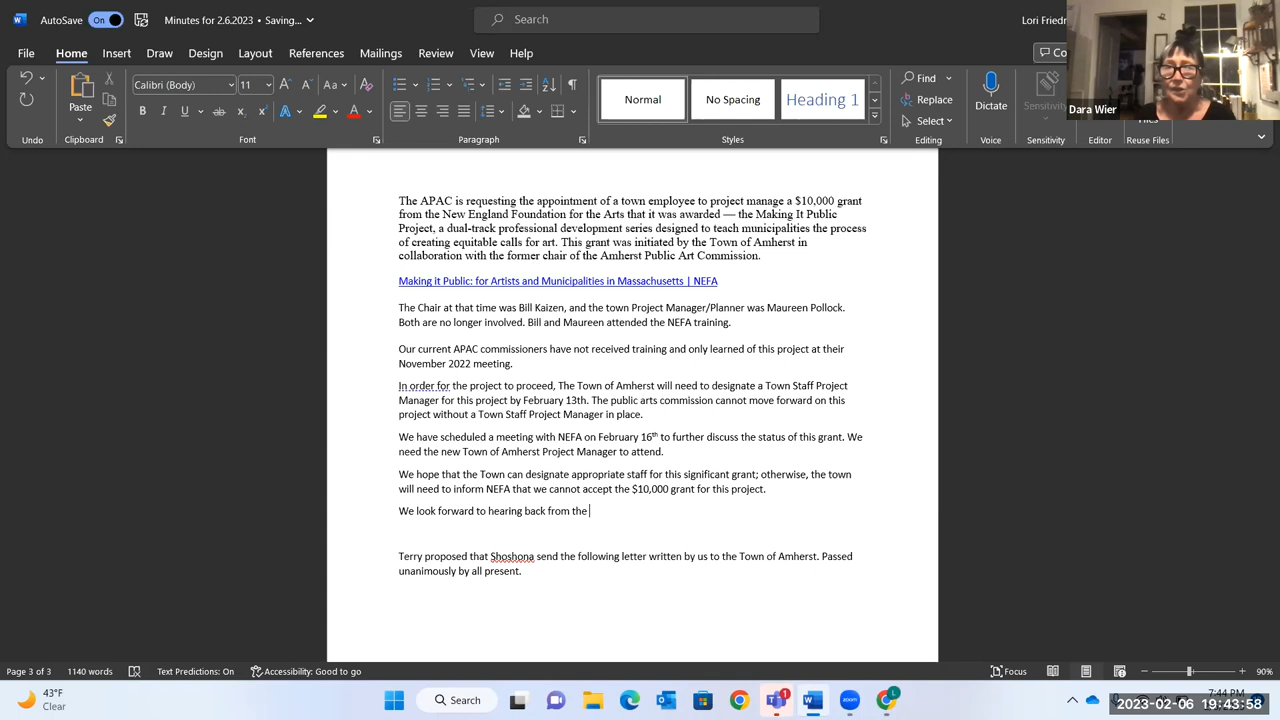 AutoSave On Minutes for 2.6.2023 • Saving... Search Lori Friedr
File Home Insert Draw Design Layout References Mailings Review View Help Co
Calibri (Body) 11 Aa A Find
Paste B I U ab x x A A Normal No Spacing Heading 1 Replace Dictate Sensitivity
Select Dara Wier Files
Undo Clipboard Font Paragraph Styles Editing Voice Sensitivity Editor Reuse Files
The APAC is requesting the appointment of a town employee to project manage a $10,000 grant
from the New England Foundation for the Arts that it was awarded — the Making It Public
Project, a dual-track professional development series designed to teach municipalities the process
of creating equitable calls for art. This grant was initiated by the Town of Amherst in
collaboration with the former chair of the Amherst Public Art Commission.
Making it Public: for Artists and Municipalities in Massachusetts | NEFA
The Chair at that time was Bill Kaizen, and the town Project Manager/Planner was Maureen Pollock.
Both are no longer involved. Bill and Maureen attended the NEFA training.
Our current APAC commissioners have not received training and only learned of this project at their
November 2022 meeting.
In order for the project to proceed, The Town of Amherst will need to designate a Town Staff Project
Manager for this project by February 13th. The public arts commission cannot move forward on this
project without a Town Staff Project Manager in place.
We have scheduled a meeting with NEFA on February 16th to further discuss the status of this grant. We
need the new Town of Amherst Project Manager to attend.
We hope that the Town can designate appropriate staff for this significant grant; otherwise, the town
will need to inform NEFA that we cannot accept the $10,000 grant for this project.
We look forward to hearing back from the
Terry proposed that Shoshona send the following letter written by us to the Town of Amherst. Passed
unanimously by all present.
Page 3 of 3 1140 words Text Predictions: On Accessibility: Good to go Focus 90%
43°F
Clear
Search
7:44 PM
2023-02-06 19:43:58